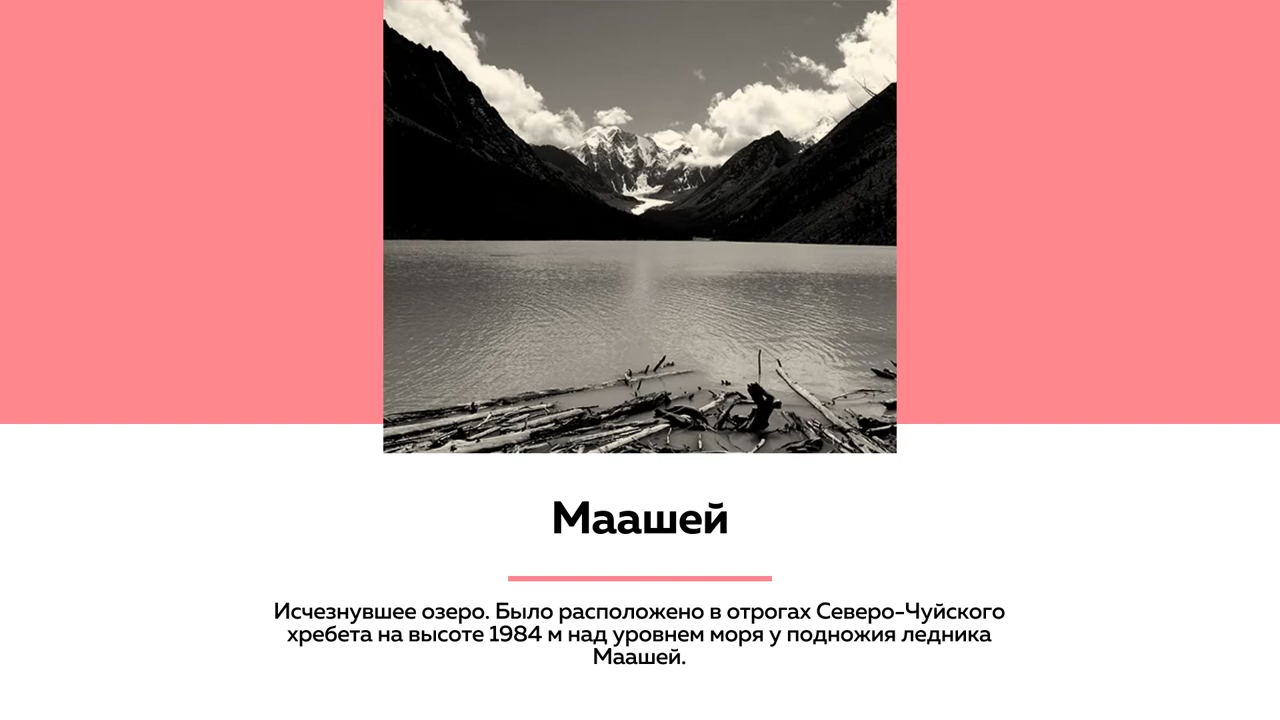 Маашей
Исчезнувшее озеро. Было расположено в отрогах Северо-Чуйского
хребета на высоте 1984 м над уровнем моря у подножия ледника
Маашей.